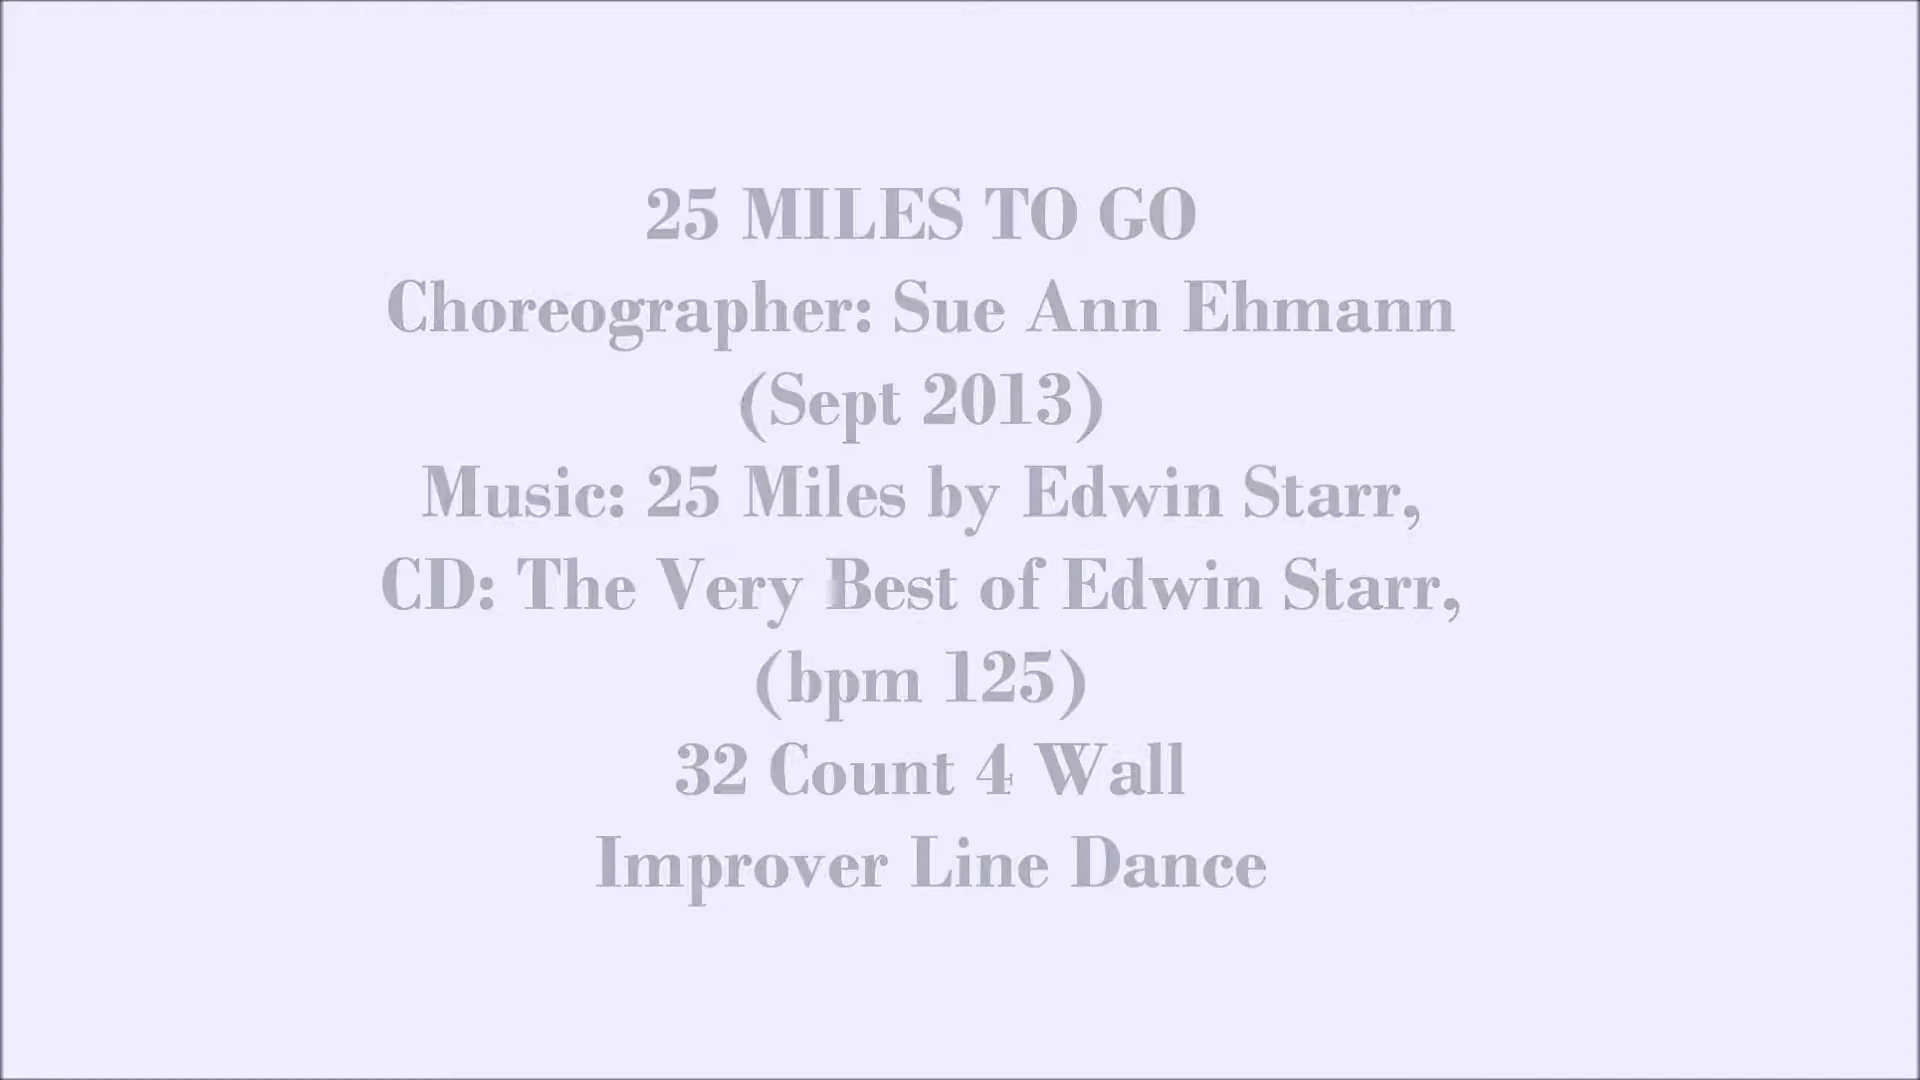 25 MILES TO GO
Choreographer: Sue Ann Ehmann
(Sept 2013)
Music: 25 Miles by Edwin Starr,
CD: The Very Best of Edwin Starr,
(bpm 125)
32 Count 4 Wall
Improver Line Dance